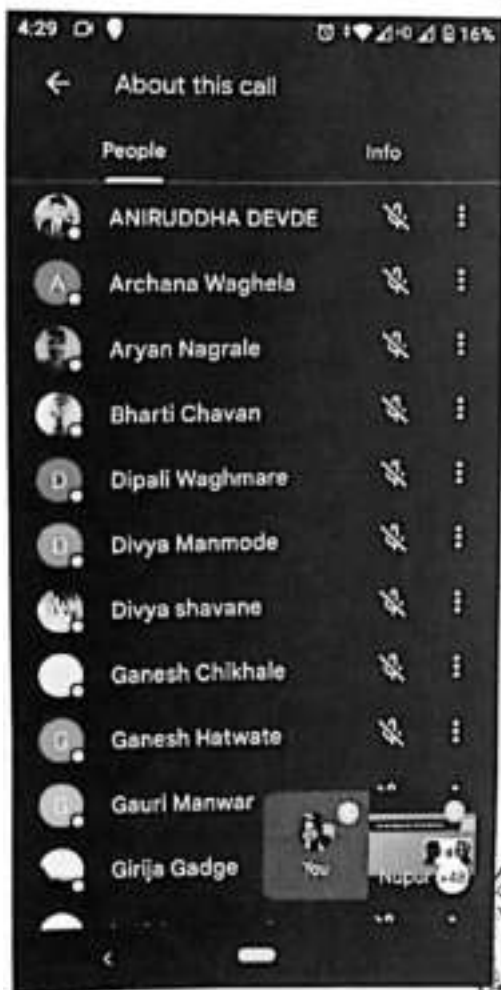 4:29 16%
About this call
People Info
ANIRUDDHA DEVDE
A Archana Waghela
Aryan Nagrale
Bharti Chavan
D Dipali Waghmare
D Divya Manmode
Divya shavane
Ganesh Chikhale
G Ganesh Hatwate
G Gauri Manwar
Girija Gadge
You Nupur +48